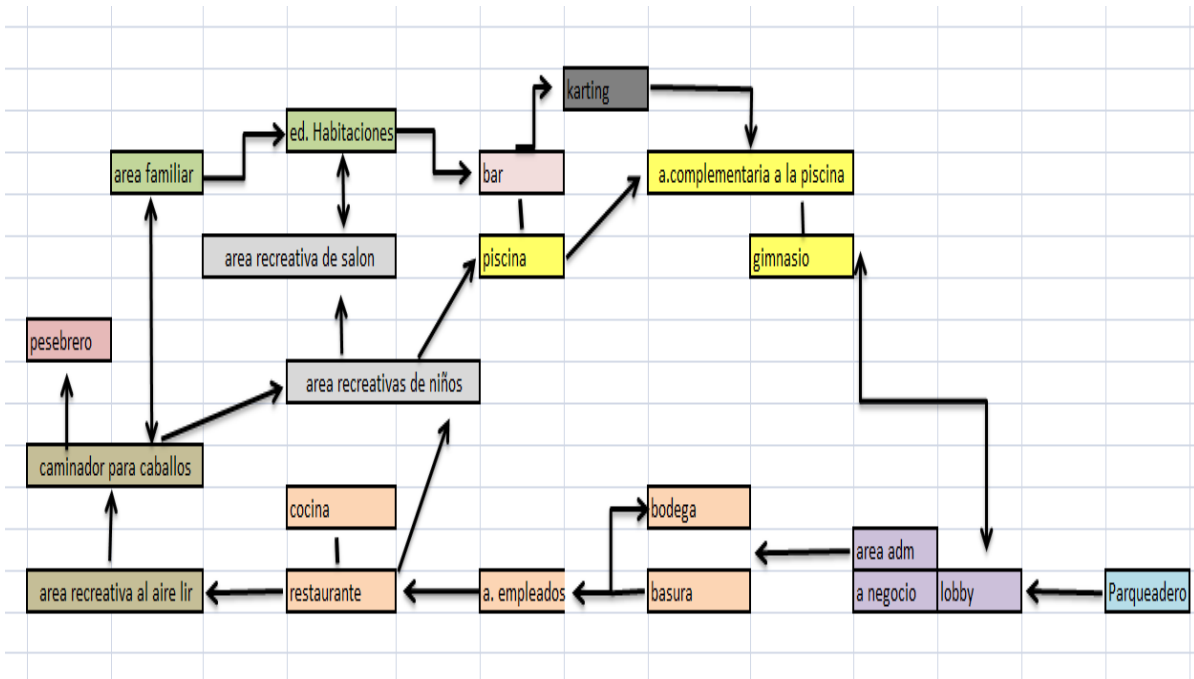 karting
ed. Habitaciones
area familiar
bar
a.complementaria a la piscina
area recreativa de salon
piscina
gimnasio
pesebrero
area recreativas de niños
caminador para caballos
cocina
bodega
area adm
area recreativa al aire lir
restaurante
a. empleados
basura
a negocio
lobby
Parqueadero